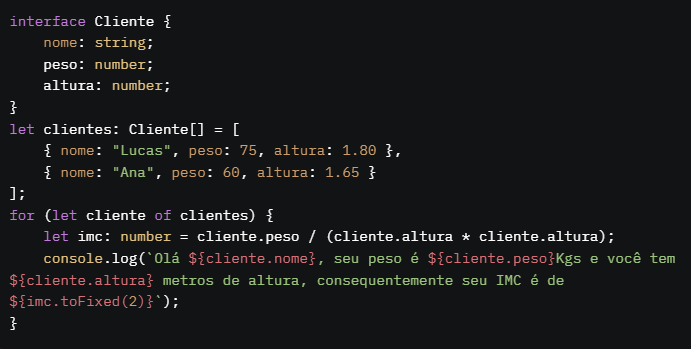 interface Cliente {
    nome: string;
    peso: number;
    altura: number;
}
let clientes: Cliente[] = [
    { nome: "Lucas", peso: 75, altura: 1.80 },
    { nome: "Ana", peso: 60, altura: 1.65 }
];
for (let cliente of clientes) {
    let imc: number = cliente.peso / (cliente.altura * cliente.altura);
    console.log(`Olá ${cliente.nome}, seu peso é ${cliente.peso}Kgs e você tem
${cliente.altura} metros de altura, consequentemente seu IMC é de
${imc.toFixed(2)}`);
}